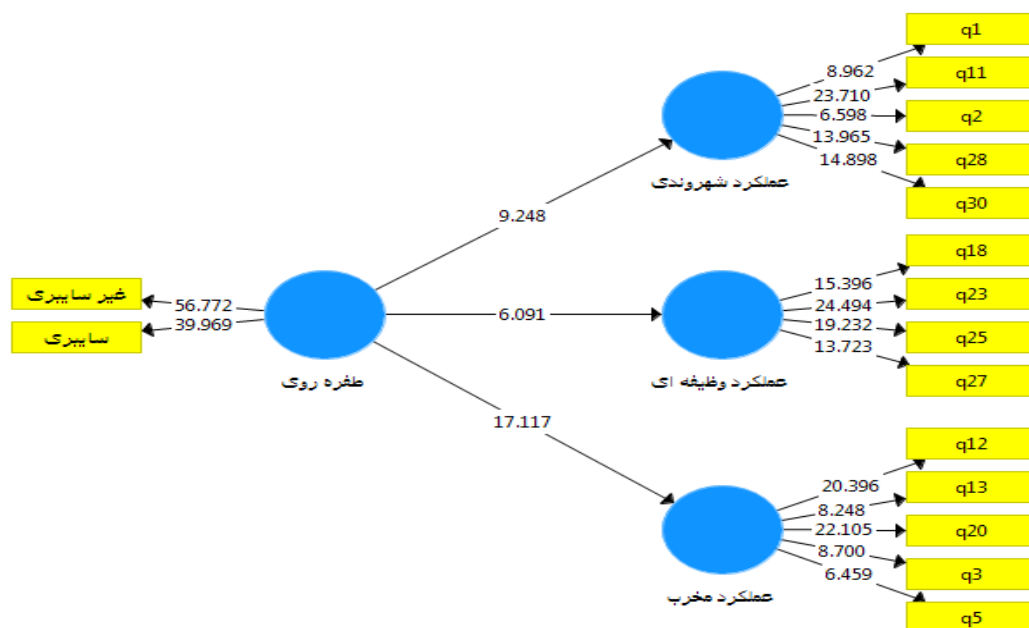 q1
8.962
q11
23.710
q2
6.598
q28
13.965
q30
14.898
عملکرد شهروندی
9.248
q18
15.396
q23
24.494
q25
19.232
q27
13.723
عملکرد وظیفه ای
6.091
غیر سایبری
56.772
سایبری
39.969
طفره روی
17.117
q12
20.396
q13
8.248
q20
22.105
q3
8.700
q5
6.459
عملکرد مخرب